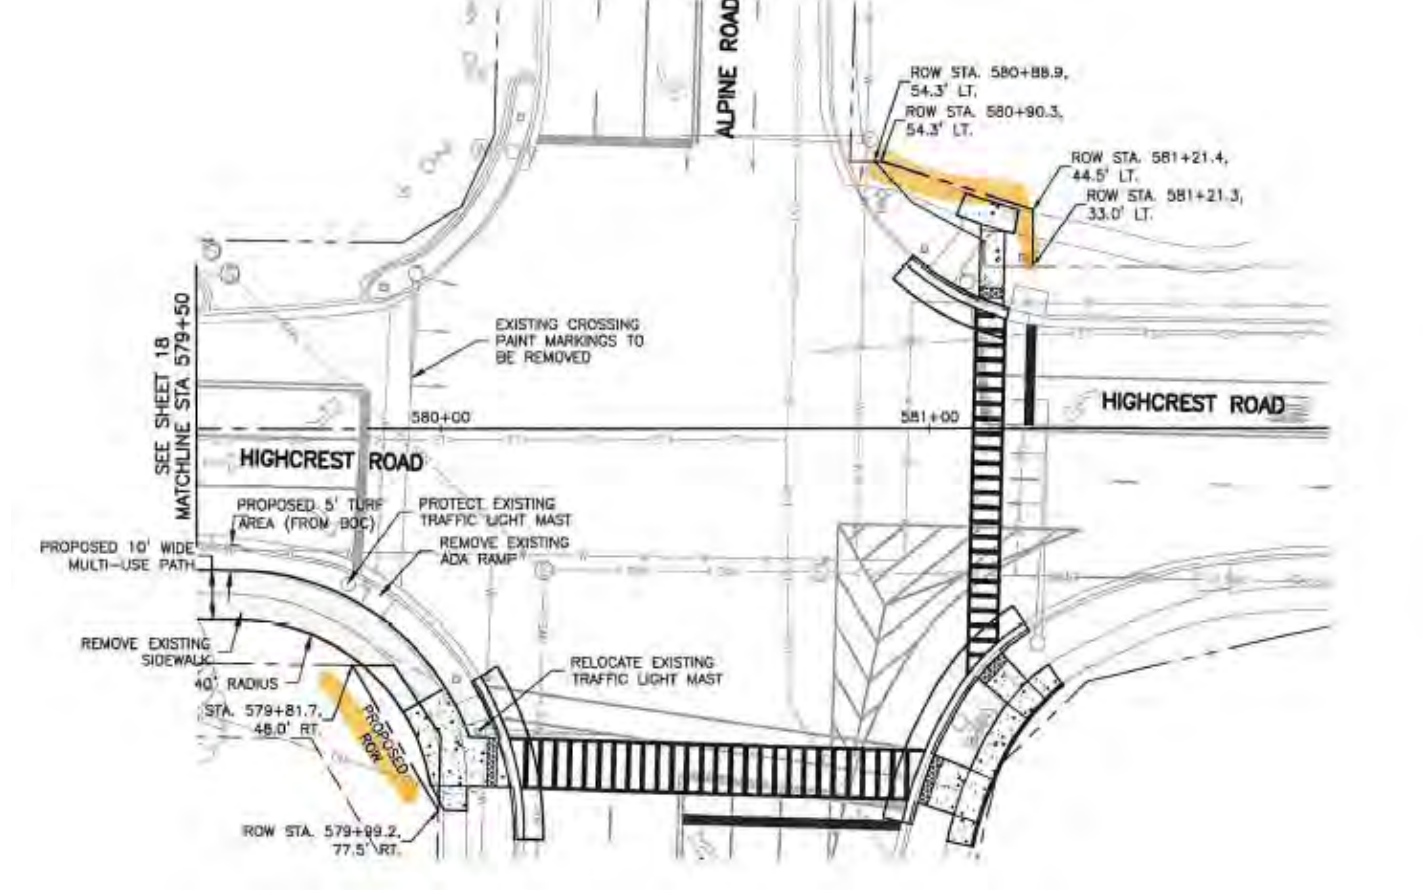 ALPINE ROAD
ROW STA. 580+88.9,
54.3' LT.
ROW STA. 580+90.3,
54.3' LT.
ROW STA. 581+21.4,
44.5' LT.
ROW STA. 581+21.3,
33.0' LT.
SEE SHEET 18
MATCHLINE STA. 579+50
EXISTING CROSSING
PAINT MARKINGS TO
BE REMOVED
580+00
581+00
HIGHCREST ROAD
HIGHCREST ROAD
PROPOSED 5' TURF
AREA (FROM BOC)
PROTECT EXISTING
TRAFFIC LIGHT MAST
REMOVE EXISTING
ADA RAMP
PROPOSED 10' WIDE
MULTI-USE PATH
REMOVE EXISTING
SIDEWALK
40' RADIUS
RELOCATE EXISTING
TRAFFIC LIGHT MAST
STA. 579+81.7,
48.0' RT.
PROPOSED
ROW
ROW STA. 579+99.2,
77.5' RT.